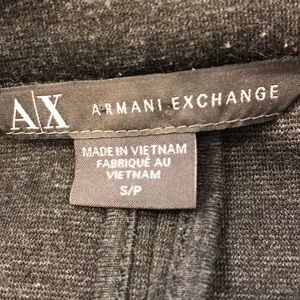 A|X ARMANI EXCHANGE
MADE IN VIETNAM
FABRIQUÉ AU
VIETNAM
S/P